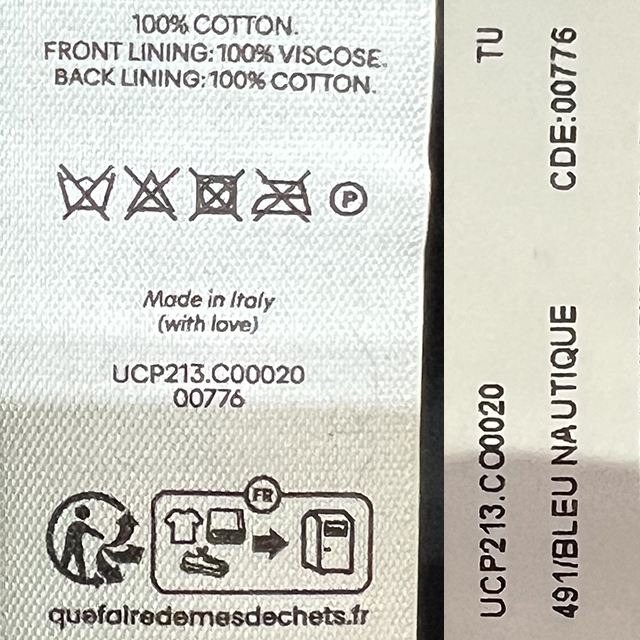 100% COTTON.
FRONT LINING: 100% VISCOSE.
BACK LINING: 100% COTTON.
P
Made in Italy
(with love)
UCP213.C00020
00776
FR
quefairedemesdechets.fr
UCP213.C00020 TU
491/BLEU NAUTIQUE CDE:00776